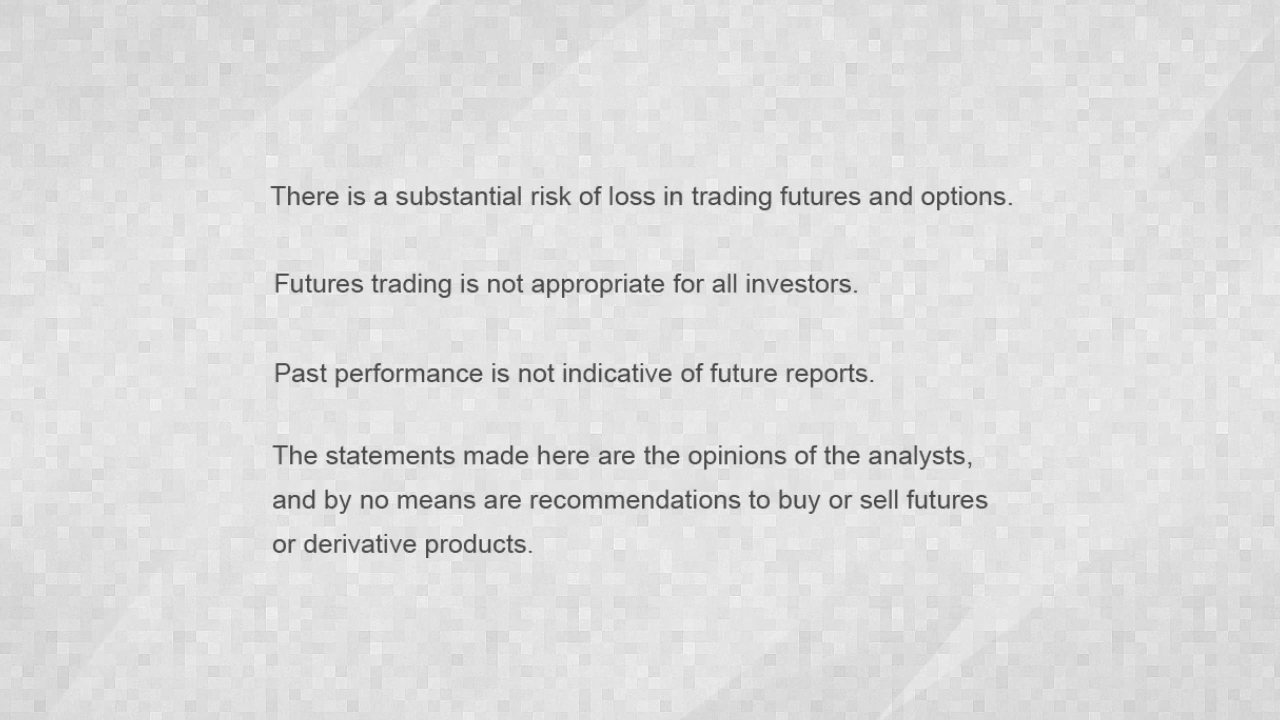 There is a substantial risk of loss in trading futures and options.
Futures trading is not appropriate for all investors.
Past performance is not indicative of future reports.
The statements made here are the opinions of the analysts,
and by no means are recommendations to buy or sell futures
or derivative products.